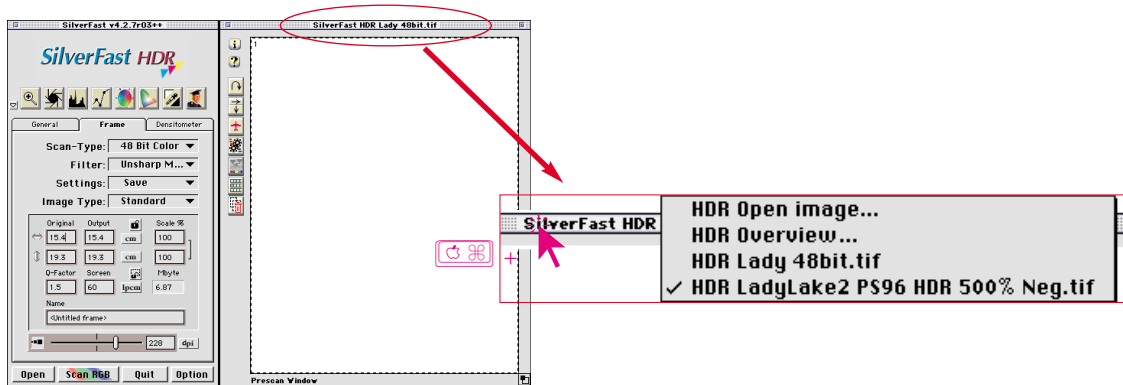 SilverFast v4.2.7r03++
SilverFast HDR
General Frame Densitometer
Scan-Type: 48 Bit Color
Filter: Unsharp M...
Settings: Save
Image Type: Standard
Original Output Scale %
15.4 15.4 cm 100
19.3 19.3 cm 100
Q-Factor Screen Mbyte
1.5 60 lpcm 6.87
Name
<Untitled frame>
228 dpi
Open Scan RGB Quit Option
SilverFast HDR Lady 48bit.tif
i
?
1
Prescan Window
SilverFast HDR
HDR Open image...
HDR Overview...
HDR Lady 48bit.tif
✓ HDR LadyLake2 PS96 HDR 500% Neg.tif